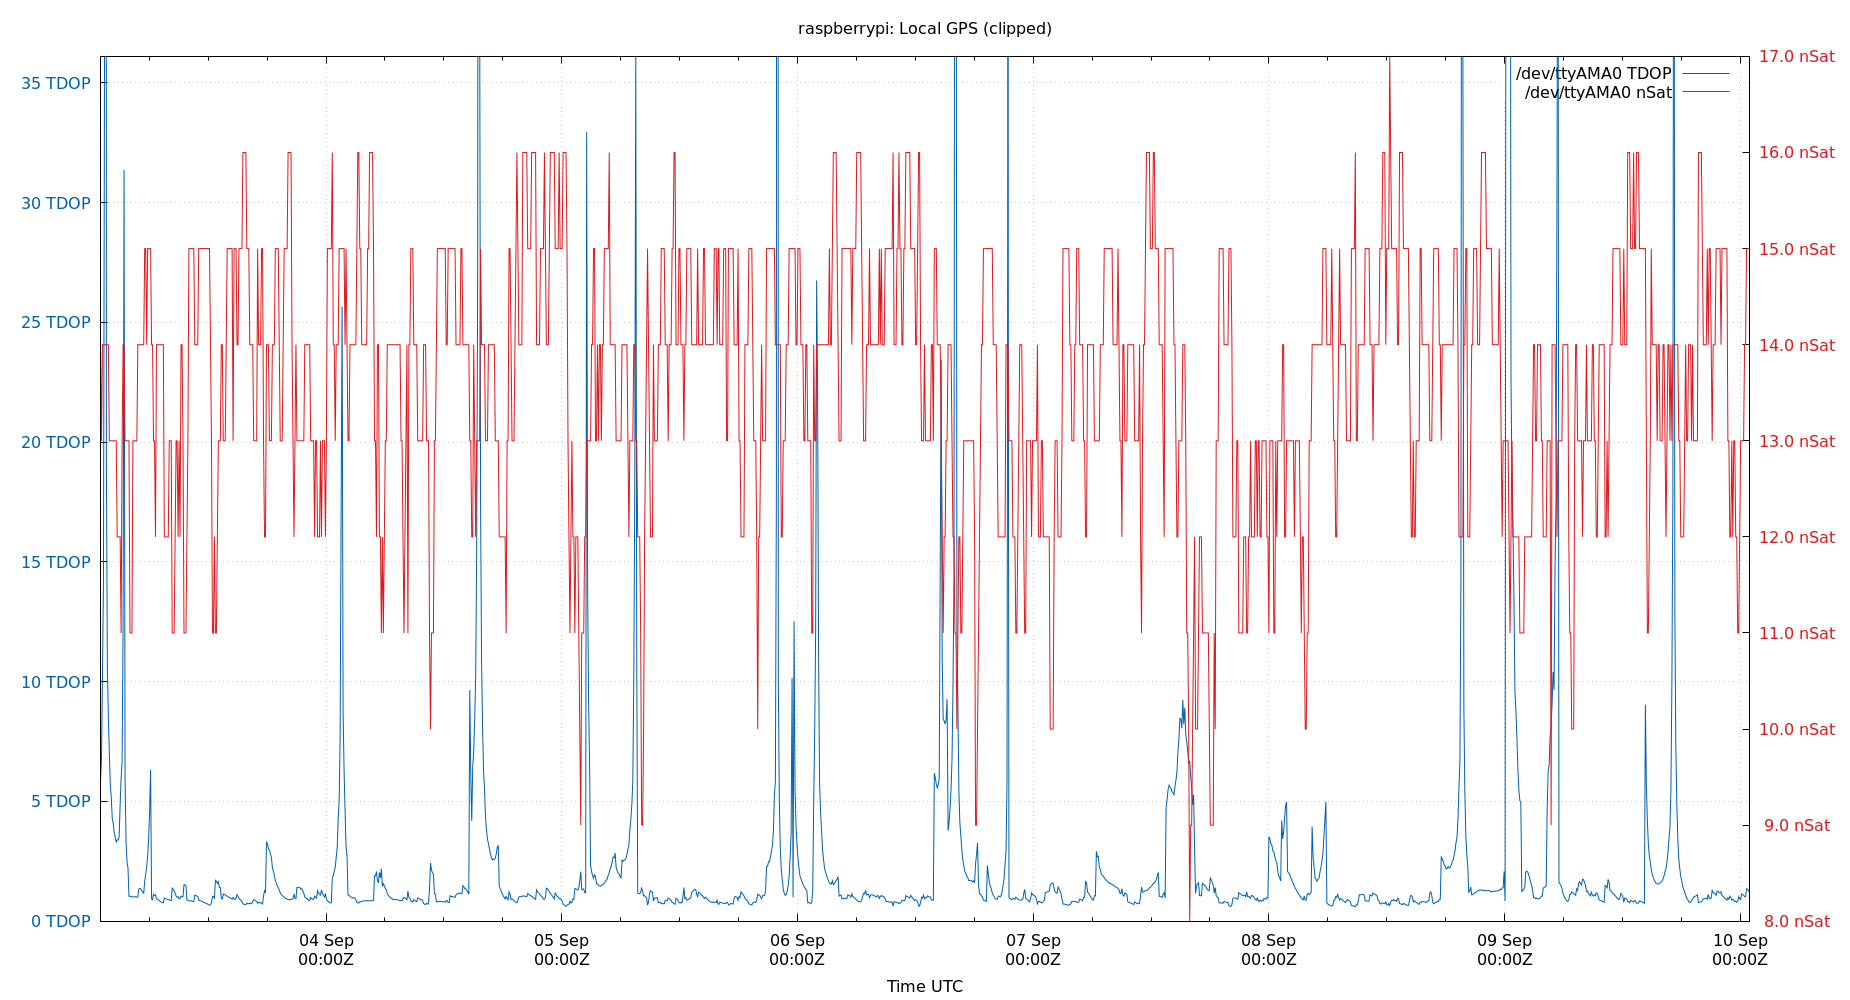 raspberrypi: Local GPS (clipped)
35 TDOP
30 TDOP
25 TDOP
20 TDOP
15 TDOP
10 TDOP
5 TDOP
0 TDOP
17.0 nSat
16.0 nSat
15.0 nSat
14.0 nSat
13.0 nSat
12.0 nSat
11.0 nSat
10.0 nSat
9.0 nSat
8.0 nSat
/dev/ttyAMA0 TDOP
/dev/ttyAMA0 nSat
04 Sep
00:00Z
05 Sep
00:00Z
06 Sep
00:00Z
07 Sep
00:00Z
08 Sep
00:00Z
09 Sep
00:00Z
10 Sep
00:00Z
Time UTC